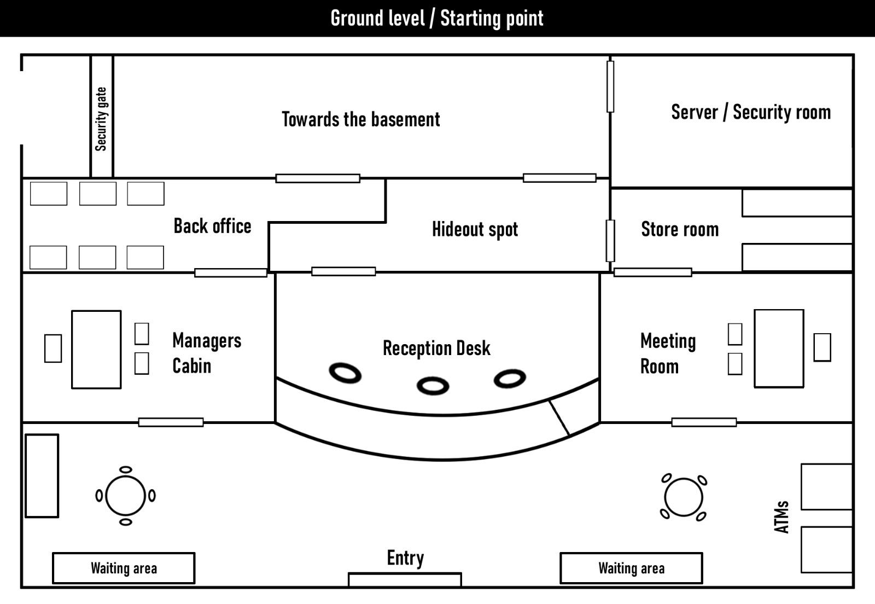 Ground level / Starting point
Security gate
Towards the basement
Server / Security room
Back office
Hideout spot
Store room
Managers
Cabin
Reception Desk
Meeting
Room
ATMs
Entry
Waiting area
Waiting area